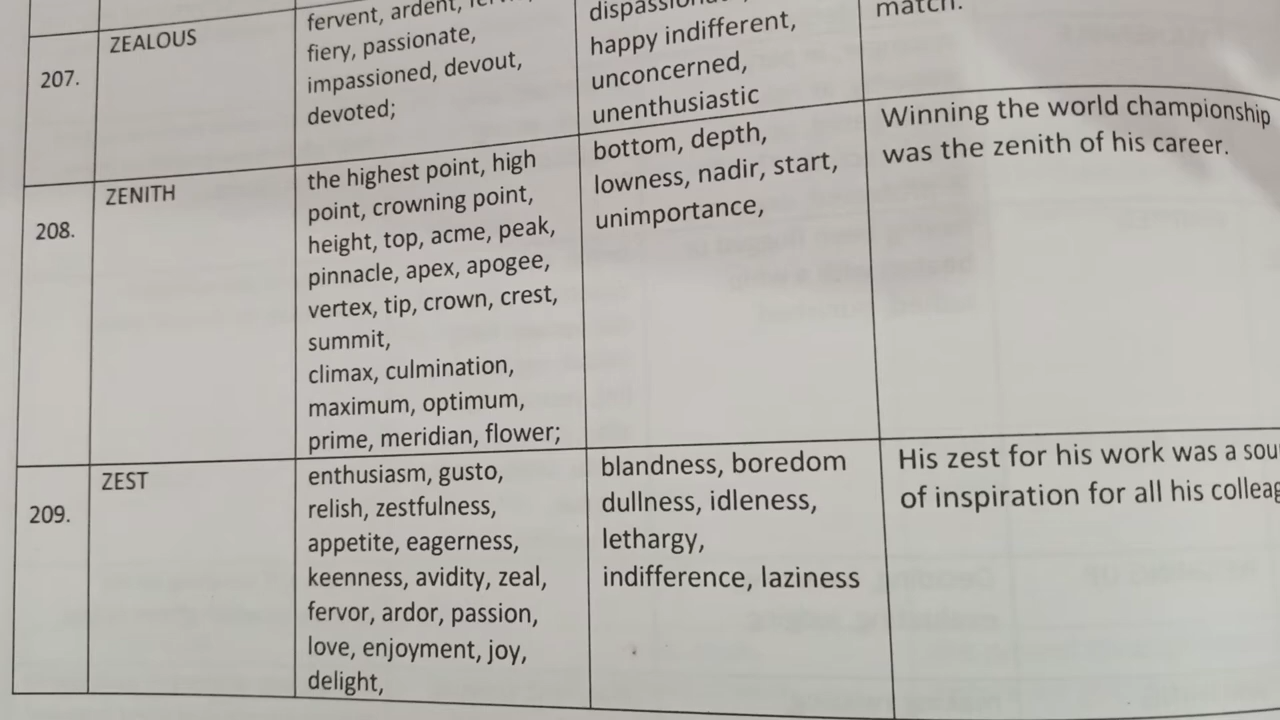 207.
ZEALOUS
fervent, ardent,
fiery, passionate,
impassioned, devout,
devoted;
happy indifferent,
unconcerned,
unenthusiastic
match.
208.
ZENITH
the highest point, high
point, crowning point,
height, top, acme, peak,
pinnacle, apex, apogee,
vertex, tip, crown, crest,
summit,
climax, culmination,
maximum, optimum,
prime, meridian, flower;
bottom, depth,
lowness, nadir, start,
unimportance,
Winning the world championship
was the zenith of his career.
209.
ZEST
enthusiasm, gusto,
relish, zestfulness,
appetite, eagerness,
keenness, avidity, zeal,
fervor, ardor, passion,
love, enjoyment, joy,
delight,
blandness, boredom
dullness, idleness,
lethargy,
indifference, laziness
His zest for his work was a
of inspiration for all his